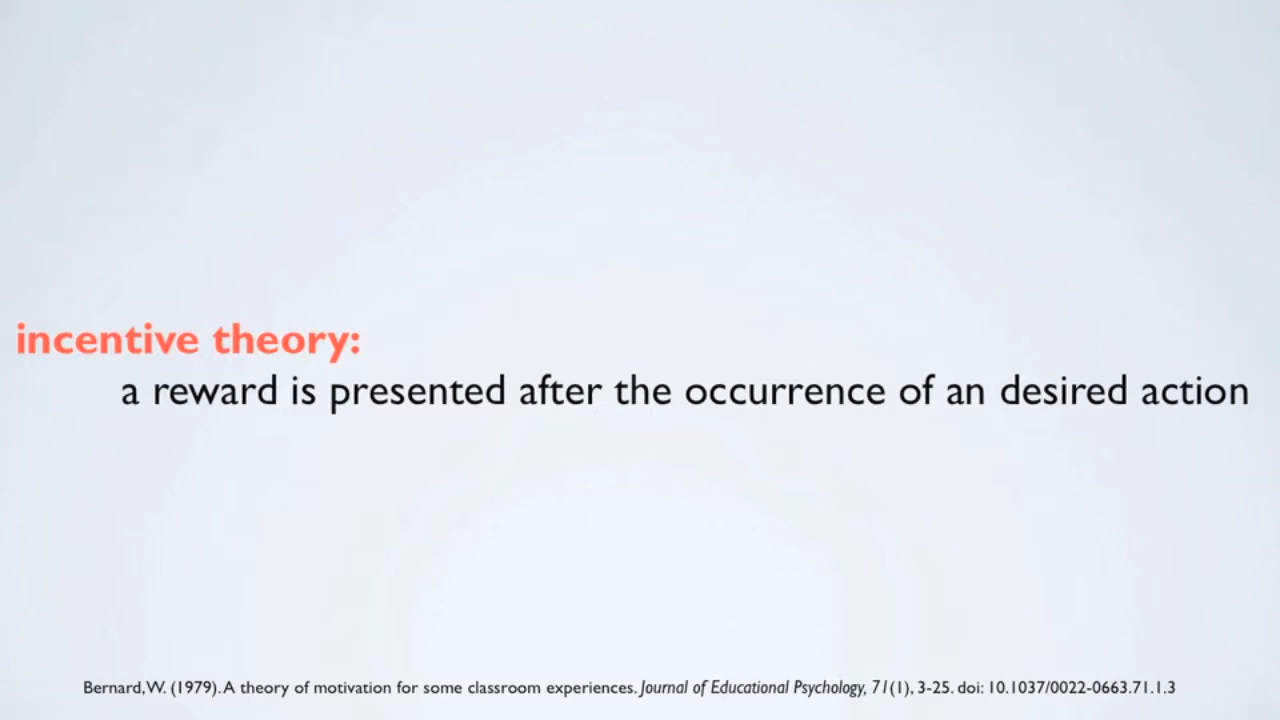 incentive theory:
a reward is presented after the occurrence of an desired action
Bernard, W. (1979). A theory of motivation for some classroom experiences. Journal of Educational Psychology, 71(1), 3-25. doi: 10.1037/0022-0663.71.1.3